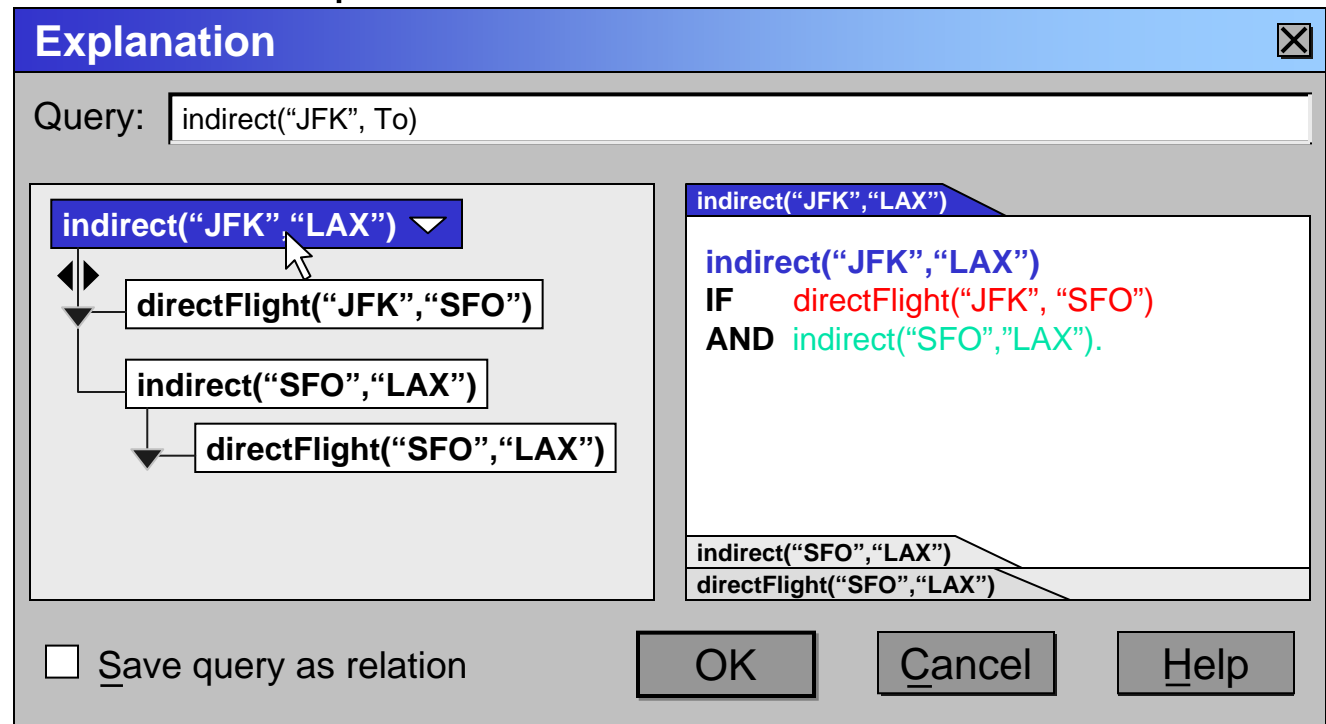 Explanation
Query: indirect(“JFK”, To)
indirect(“JFK”,“LAX”)
directFlight(“JFK”,“SFO”)
indirect(“SFO”,“LAX”)
directFlight(“SFO”,“LAX”)
indirect(“JFK”,“LAX”)
indirect(“JFK”,“LAX”)
IF directFlight(“JFK”, “SFO”)
AND indirect(“SFO”,”LAX”).
indirect(“SFO”,“LAX”)
directFlight(“SFO”,“LAX”)
Save query as relation
OK
Cancel
Help